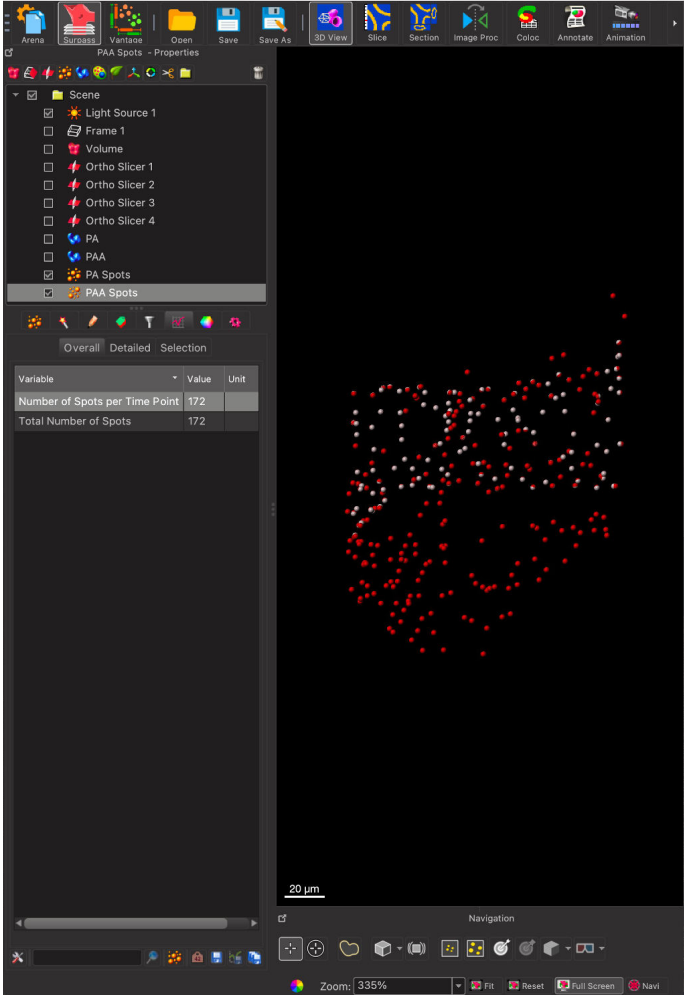 Arena Surpass Vantage Open Save Save As 3D View Slice Section Image Proc Coloc Annotate Animation
PAA Spots - Properties
Scene
Light Source 1
Frame 1
Volume
Ortho Slicer 1
Ortho Slicer 2
Ortho Slicer 3
Ortho Slicer 4
PA
PAA
PA Spots
PAA Spots
Overall Detailed Selection
Variable Value Unit
Number of Spots per Time Point 172
Total Number of Spots 172
20 µm
Navigation
Zoom: 335% Fit Reset Full Screen Navi